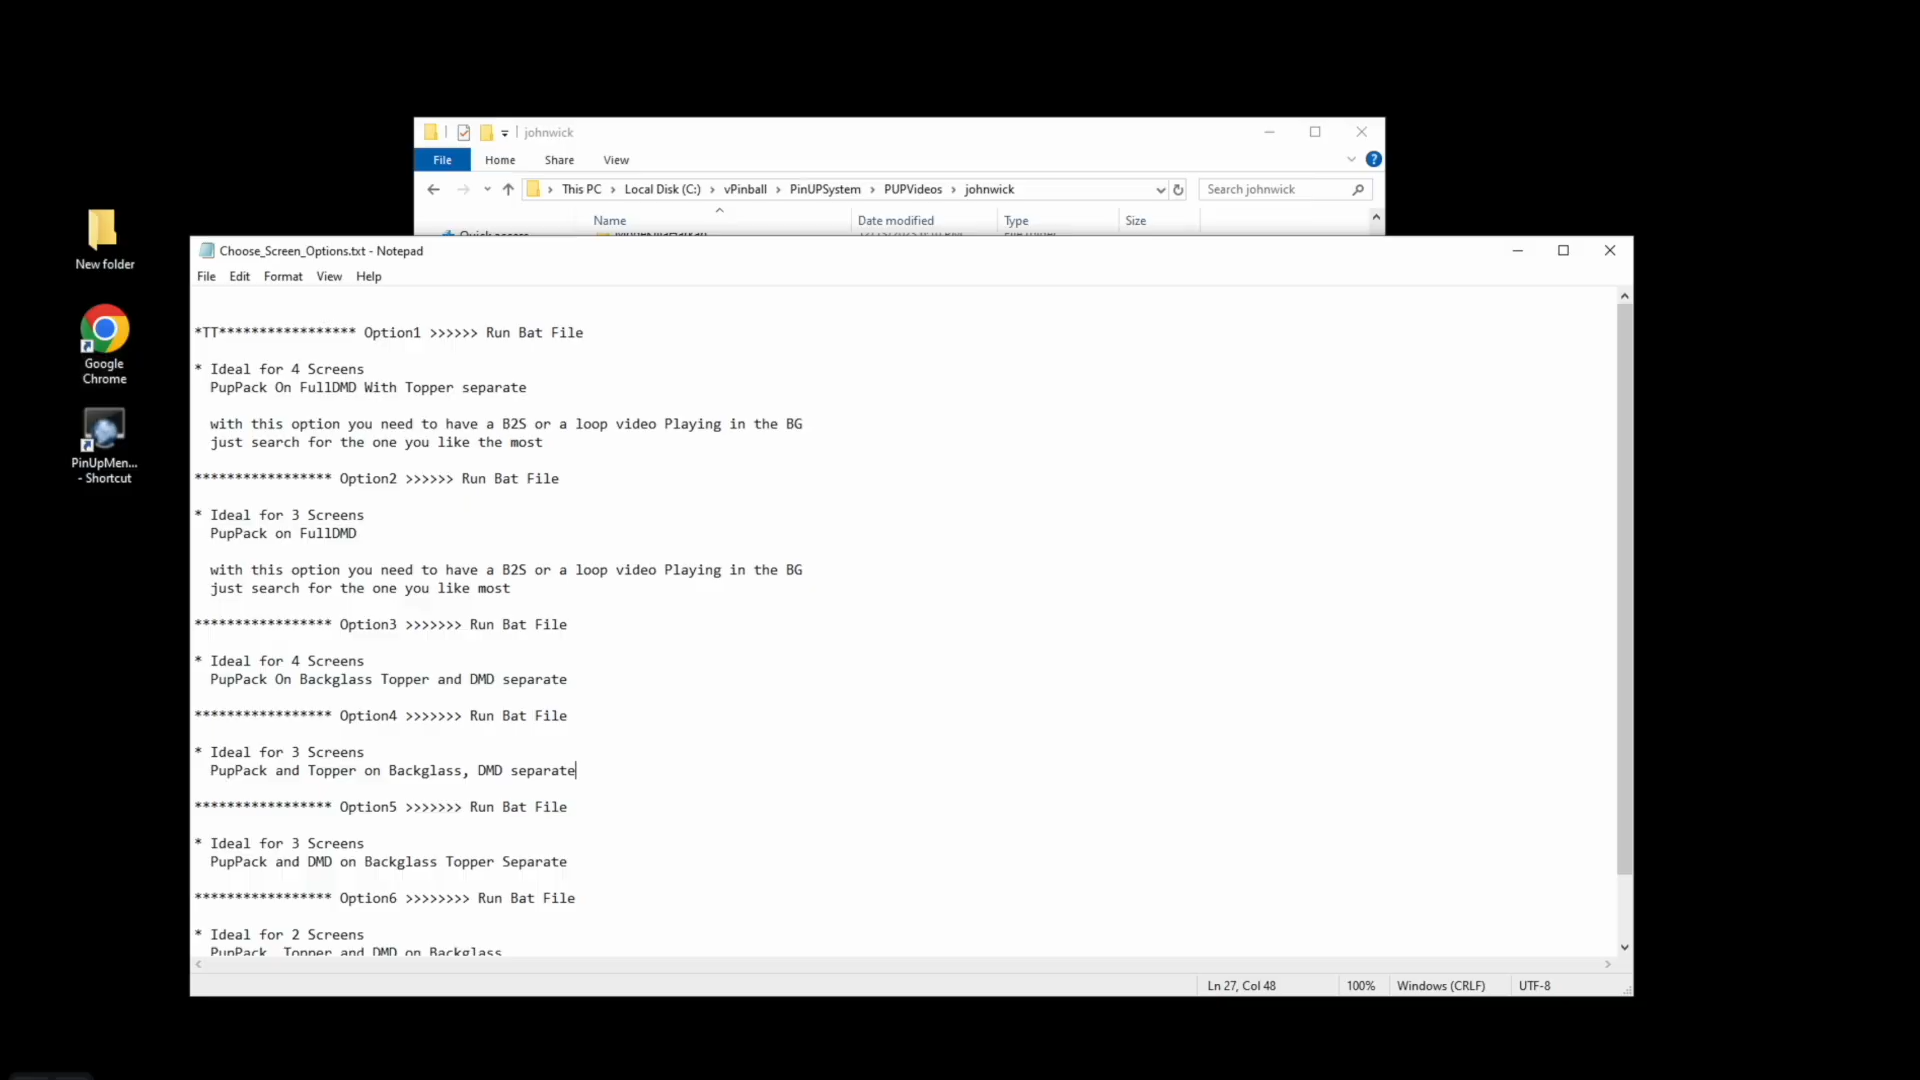 johnwick
File Home Share View
This PC > Local Disk (C:) > vPinball > PinUPSystem > PUPVideos > johnwick
Search johnwick
Name Date modified Type Size
New folder
Google
Chrome
PinUpMen...
- Shortcut
Choose_Screen_Options.txt - Notepad
File Edit Format View Help
*TT***************** Option1 >>>>>> Run Bat File
* Ideal for 4 Screens
PupPack On FullDMD With Topper separate
with this option you need to have a B2S or a loop video Playing in the BG
just search for the one you like the most
***************** Option2 >>>>>> Run Bat File
* Ideal for 3 Screens
PupPack on FullDMD
with this option you need to have a B2S or a loop video Playing in the BG
just search for the one you like most
***************** Option3 >>>>>>> Run Bat File
* Ideal for 4 Screens
PupPack On Backglass Topper and DMD separate
***************** Option4 >>>>>>> Run Bat File
* Ideal for 3 Screens
PupPack and Topper on Backglass, DMD separate
***************** Option5 >>>>>>> Run Bat File
* Ideal for 3 Screens
PupPack and DMD on Backglass Topper Separate
***************** Option6 >>>>>>>> Run Bat File
* Ideal for 2 Screens
PupPack Topper and DMD on Backglass
Ln 27, Col 48 100% Windows (CRLF) UTF-8